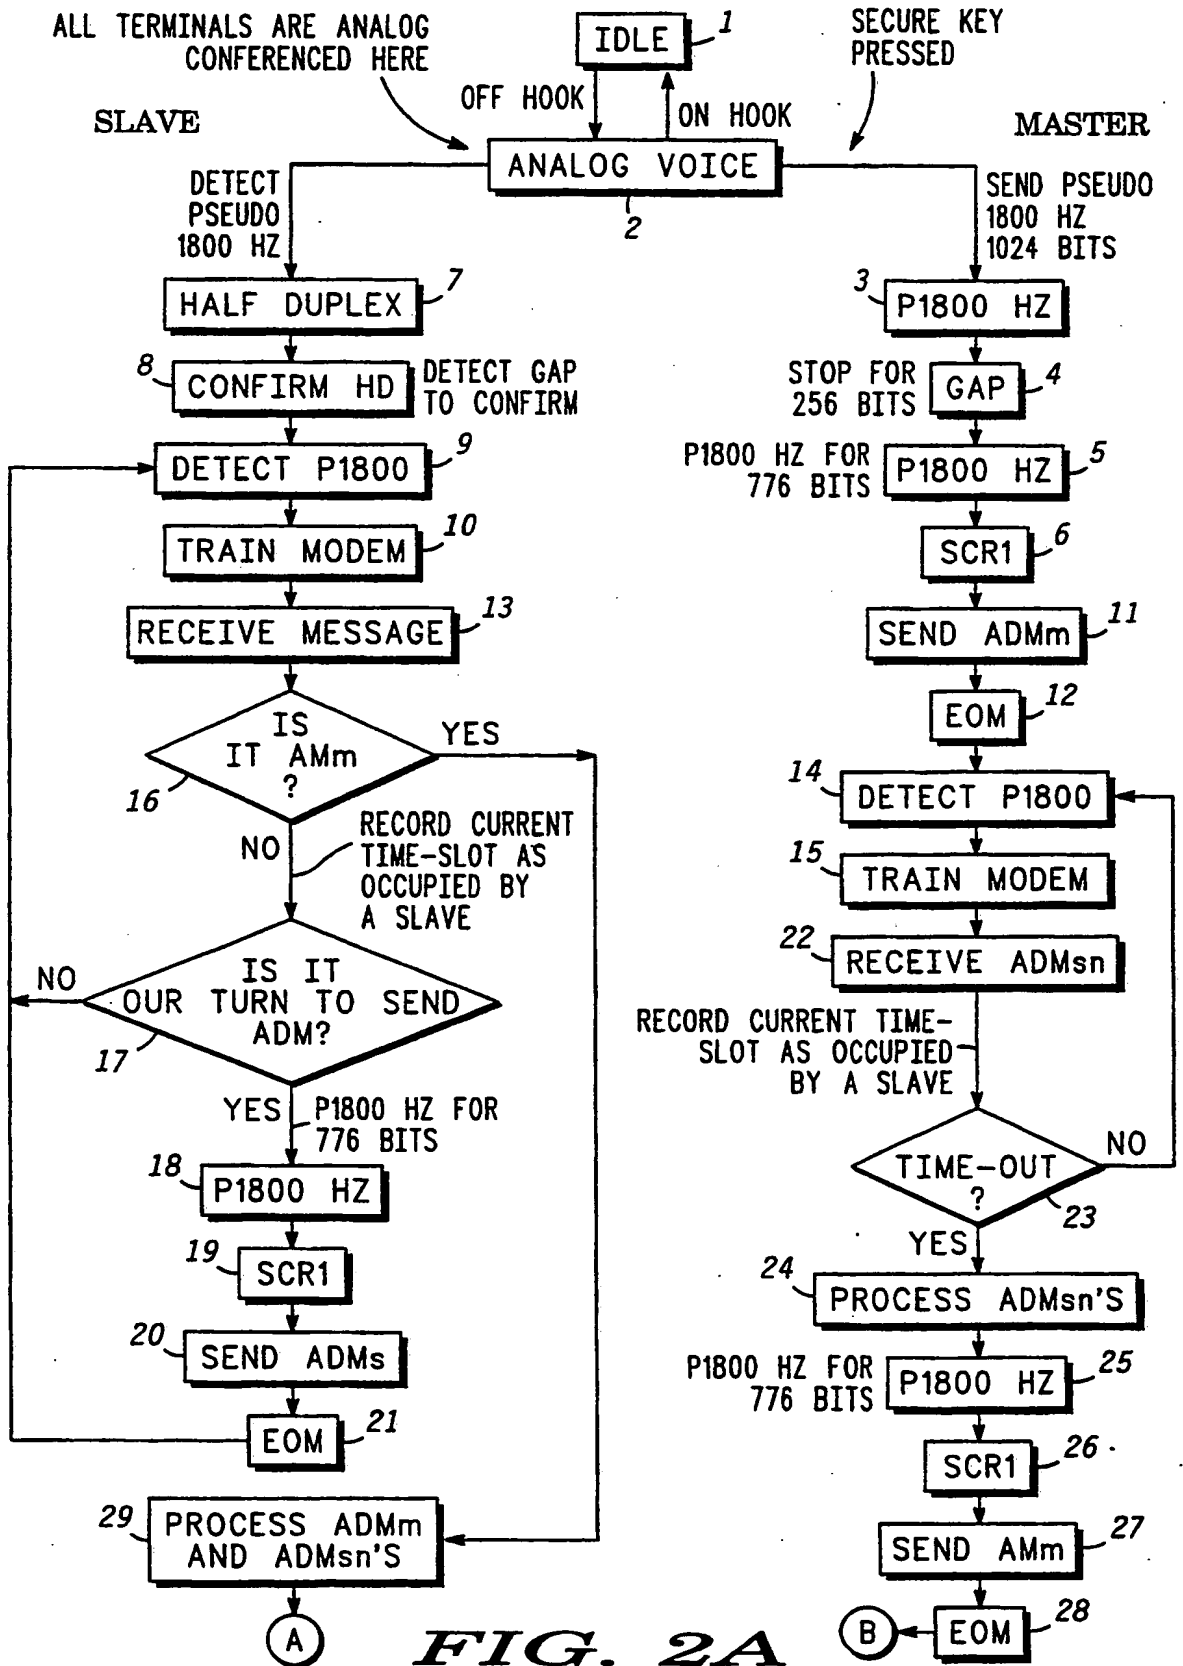 ALL TERMINALS ARE ANALOG
CONFERENCED HERE
IDLE
1
SECURE KEY
PRESSED
OFF HOOK
ON HOOK
SLAVE
MASTER
ANALOG VOICE
2
DETECT
PSEUDO
1800 HZ
SEND PSEUDO
1800 HZ
1024 BITS
HALF DUPLEX
7
3
P1800 HZ
8
CONFIRM HD
DETECT GAP
TO CONFIRM
STOP FOR
256 BITS
GAP
4
DETECT P1800
9
P1800 HZ FOR
776 BITS
P1800 HZ
5
TRAIN MODEM
10
SCR1
6
RECEIVE MESSAGE
13
SEND ADMm
11
EOM
12
IS
IT AMm
?
16
YES
NO
RECORD CURRENT
TIME-SLOT AS
OCCUPIED BY
A SLAVE
14
DETECT P1800
15
TRAIN MODEM
22
RECEIVE ADMsn
IS IT
OUR TURN TO SEND
ADM?
17
NO
YES
P1800 HZ FOR
776 BITS
RECORD CURRENT TIME-
SLOT AS OCCUPIED
BY A SLAVE
TIME-OUT
?
23
NO
YES
18
P1800 HZ
19
SCR1
20
SEND ADMs
EOM
21
24
PROCESS ADMsn'S
P1800 HZ FOR
776 BITS
P1800 HZ
25
SCR1
26
29
PROCESS ADMm
AND ADMsn'S
SEND AMm
27
A
B
EOM
28
FIG. 2A